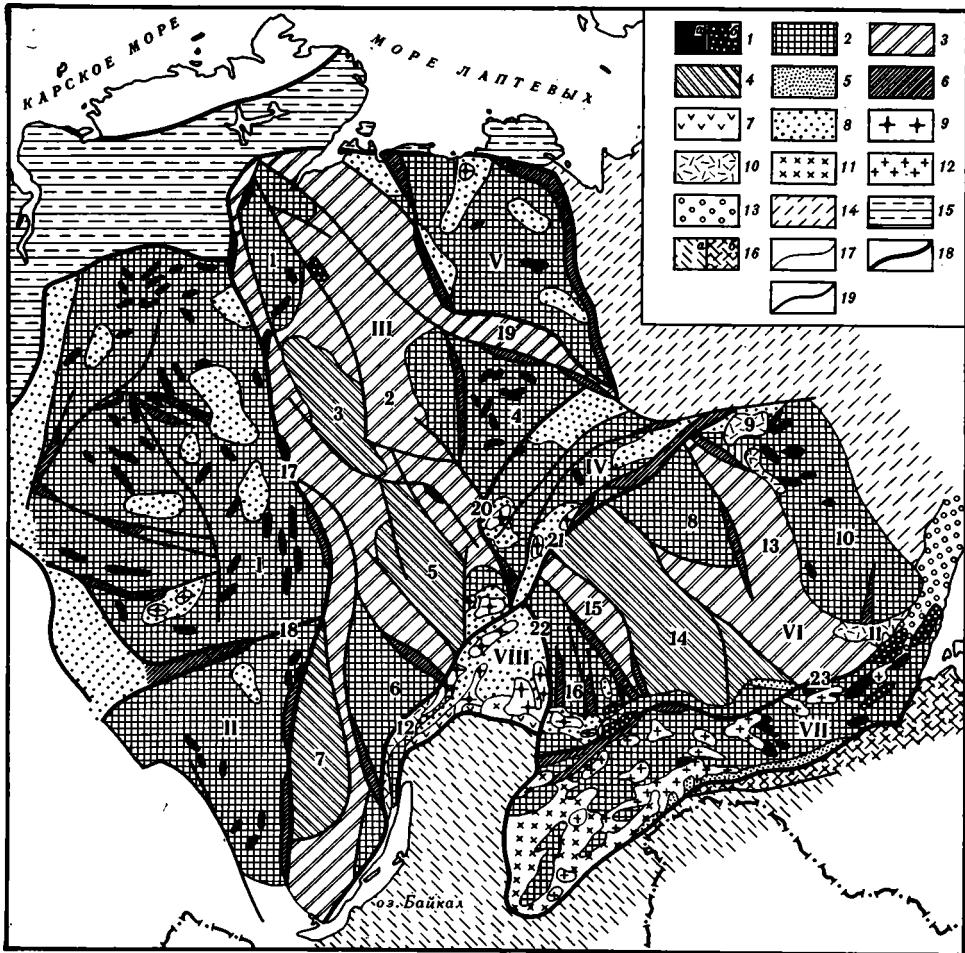 КАРСКОЕ МОРЕ
МОРЕ ЛАПТЕВЫХ
а б 1 2 3
4 5 6
7 8 9
10 11 12
13 14 15
а б 16 17 18
19
1
V
III
19
2
3
4
9
IV
17
20
21
8
13
10
5
I
15
II
18
22
14
VI
VIII
6
16
23
12
VII
II
7
оз. Байкал